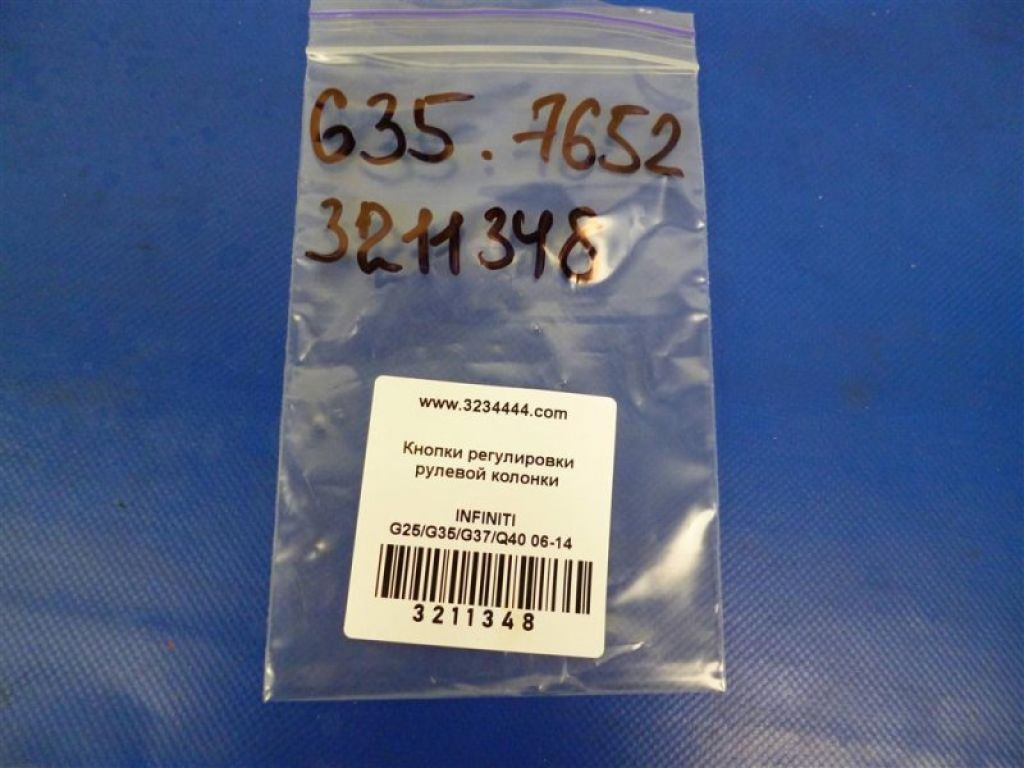 G35. 7652
3211348
www.3234444.com
Кнопки регулировки
рулевой колонки
INFINITI
G25/G35/G37/Q40 06-14
3211348